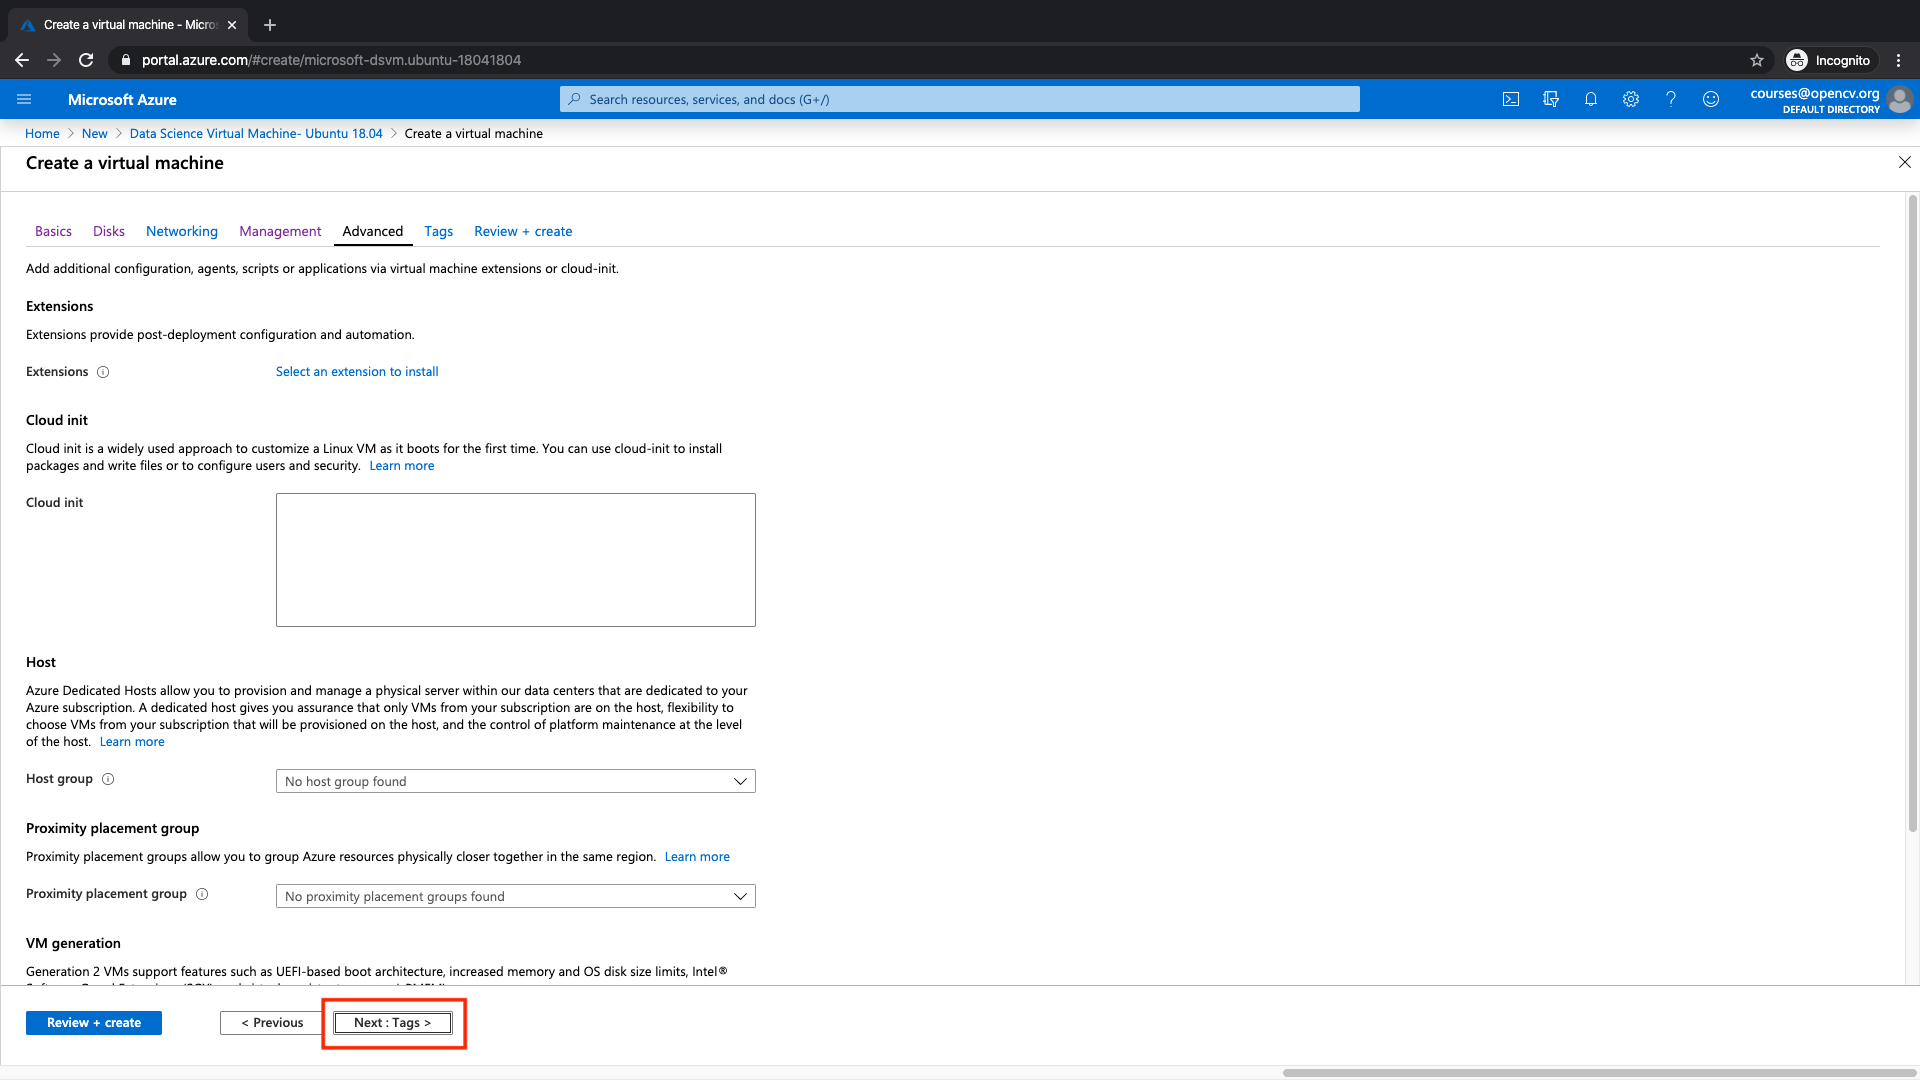 Create a virtual machine - Micro
portal.azure.com/#create/microsoft-dsvm.ubuntu-18041804
Incognito
Microsoft Azure
Search resources, services, and docs (G+/)
courses@opencv.org
DEFAULT DIRECTORY
Home > New > Data Science Virtual Machine- Ubuntu 18.04 > Create a virtual machine
Create a virtual machine
Basics Disks Networking Management Advanced Tags Review + create
Add additional configuration, agents, scripts or applications via virtual machine extensions or cloud-init.
Extensions
Extensions provide post-deployment configuration and automation.
Extensions Select an extension to install
Cloud init
Cloud init is a widely used approach to customize a Linux VM as it boots for the first time. You can use cloud-init to install
packages and write files or to configure users and security. Learn more
Cloud init
Host
Azure Dedicated Hosts allow you to provision and manage a physical server within our data centers that are dedicated to your
Azure subscription. A dedicated host gives you assurance that only VMs from your subscription are on the host, flexibility to
choose VMs from your subscription that will be provisioned on the host, and the control of platform maintenance at the level
of the host. Learn more
Host group No host group found
Proximity placement group
Proximity placement groups allow you to group Azure resources physically closer together in the same region. Learn more
Proximity placement group No proximity placement groups found
VM generation
Generation 2 VMs support features such as UEFI-based boot architecture, increased memory and OS disk size limits, Intel®
Review + create < Previous Next : Tags >